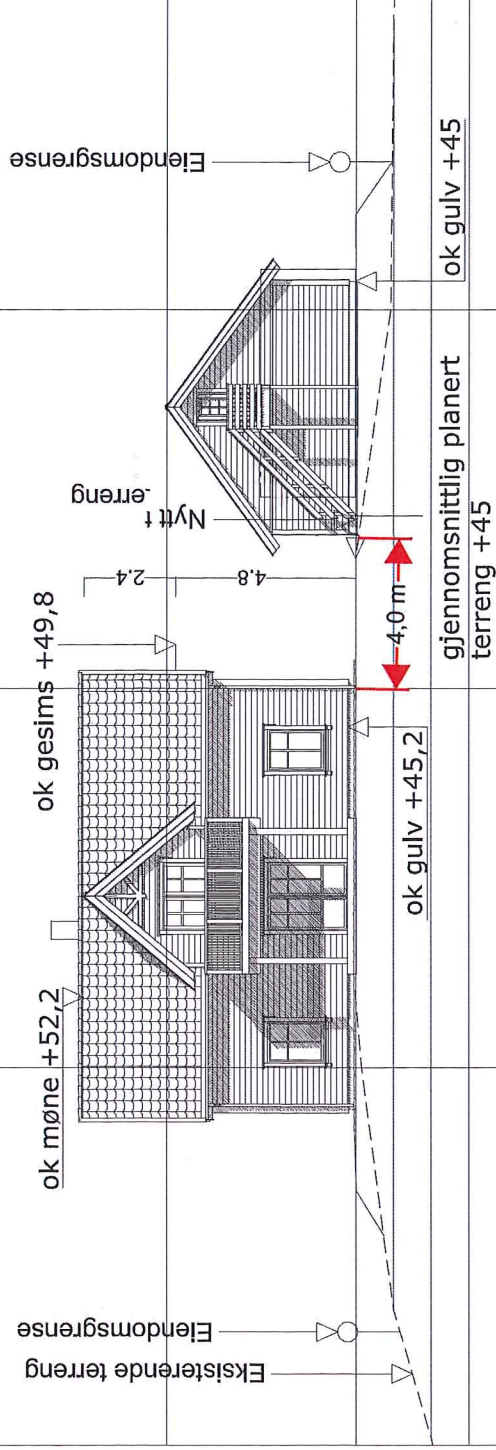 Eksisterende terreng
Eiendomsgrense
ok møne +52,2
ok gesims +49,8
2.4
4.8
Nytt t
.erreng
4,0 m
ok gulv +45,2
gjennomsnittlig planert
terreng +45
ok gulv +45
Eiendomsgrense